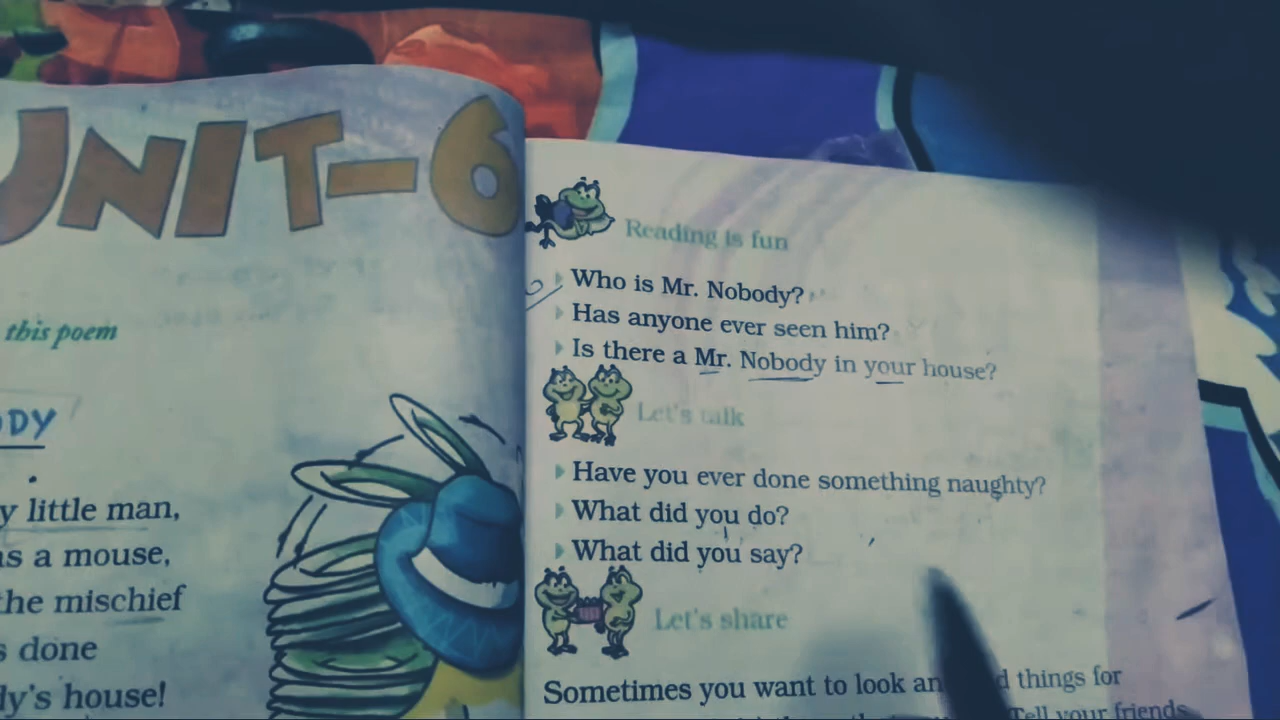 UNIT-6
this poem
ODY
y little man,
as a mouse,
the mischief
s done
dy's house!
Reading is fun
Who is Mr. Nobody?
Has anyone ever seen him?
Is there a Mr. Nobody in your house?
Let's talk
Have you ever done something naughty?
What did you do?
What did you say?
Let's share
Sometimes you want to look things for
Tell your friends